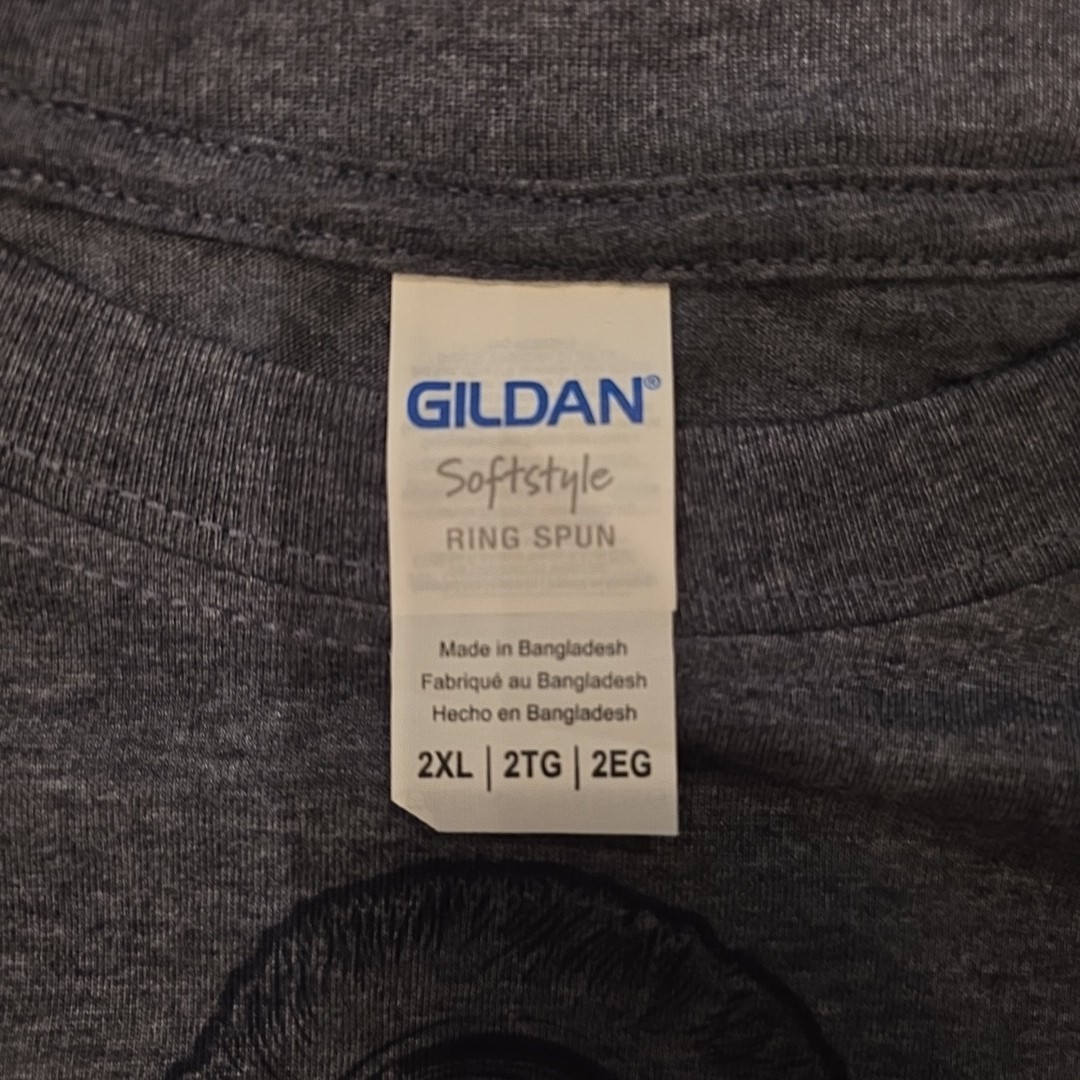 GILDAN®
Softstyle
RING SPUN
Made in Bangladesh
Fabriqué au Bangladesh
Hecho en Bangladesh
2XL | 2TG | 2EG